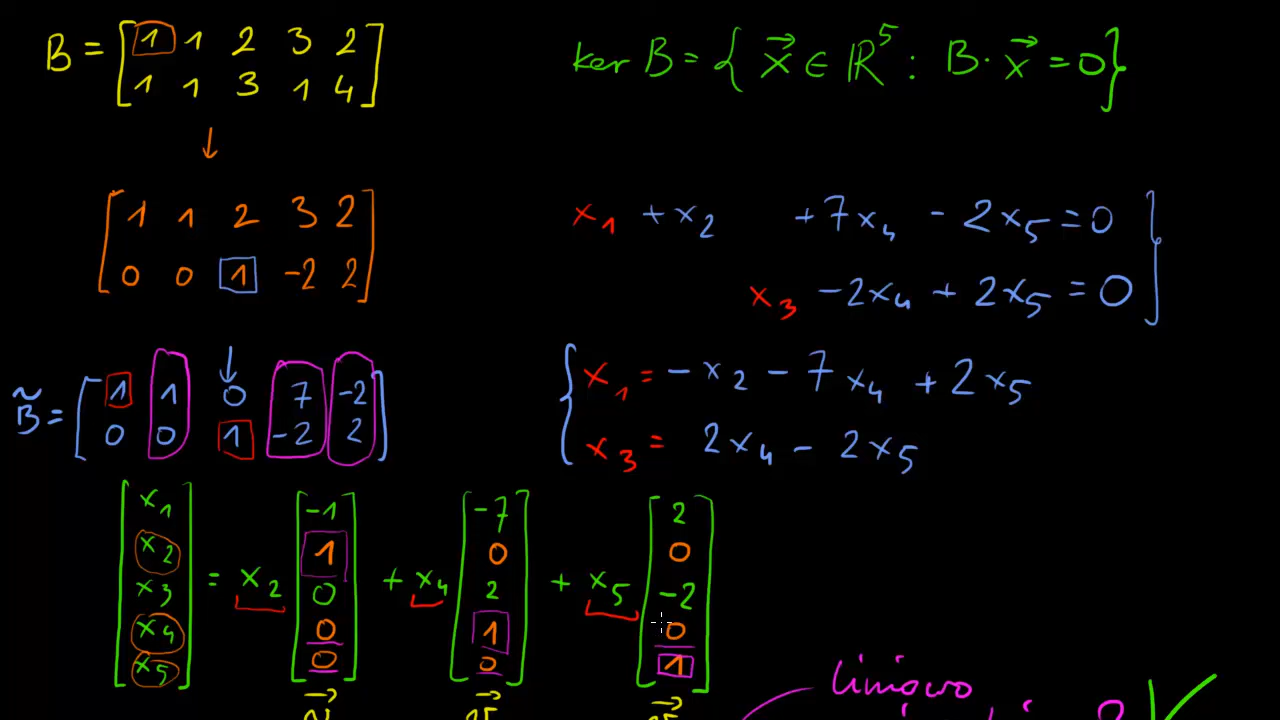 B = [1 1 2 3 2
1 1 3 1 4]
ker B = { x⃗ ∈ ℝ⁵ : B · x⃗ = 0 }
↓
[1 1 2 3 2
0 0 1 -2 2]
x₁ + x₂ + 7x₄ - 2x₅ = 0
x₃ - 2x₄ + 2x₅ = 0
↓
B̃ = [1 1 0 7 -2
0 0 1 -2 2]
x₁ = -x₂ - 7x₄ + 2x₅
x₃ = 2x₄ - 2x₅
[x₁ [-1 [-7 [2
x₂ 1 0 0
x₃ = x₂ 0 + x₄ 2 + x₅ -2
x₄ 0 1 0
x₅] 0] 0] 1]
liniowo